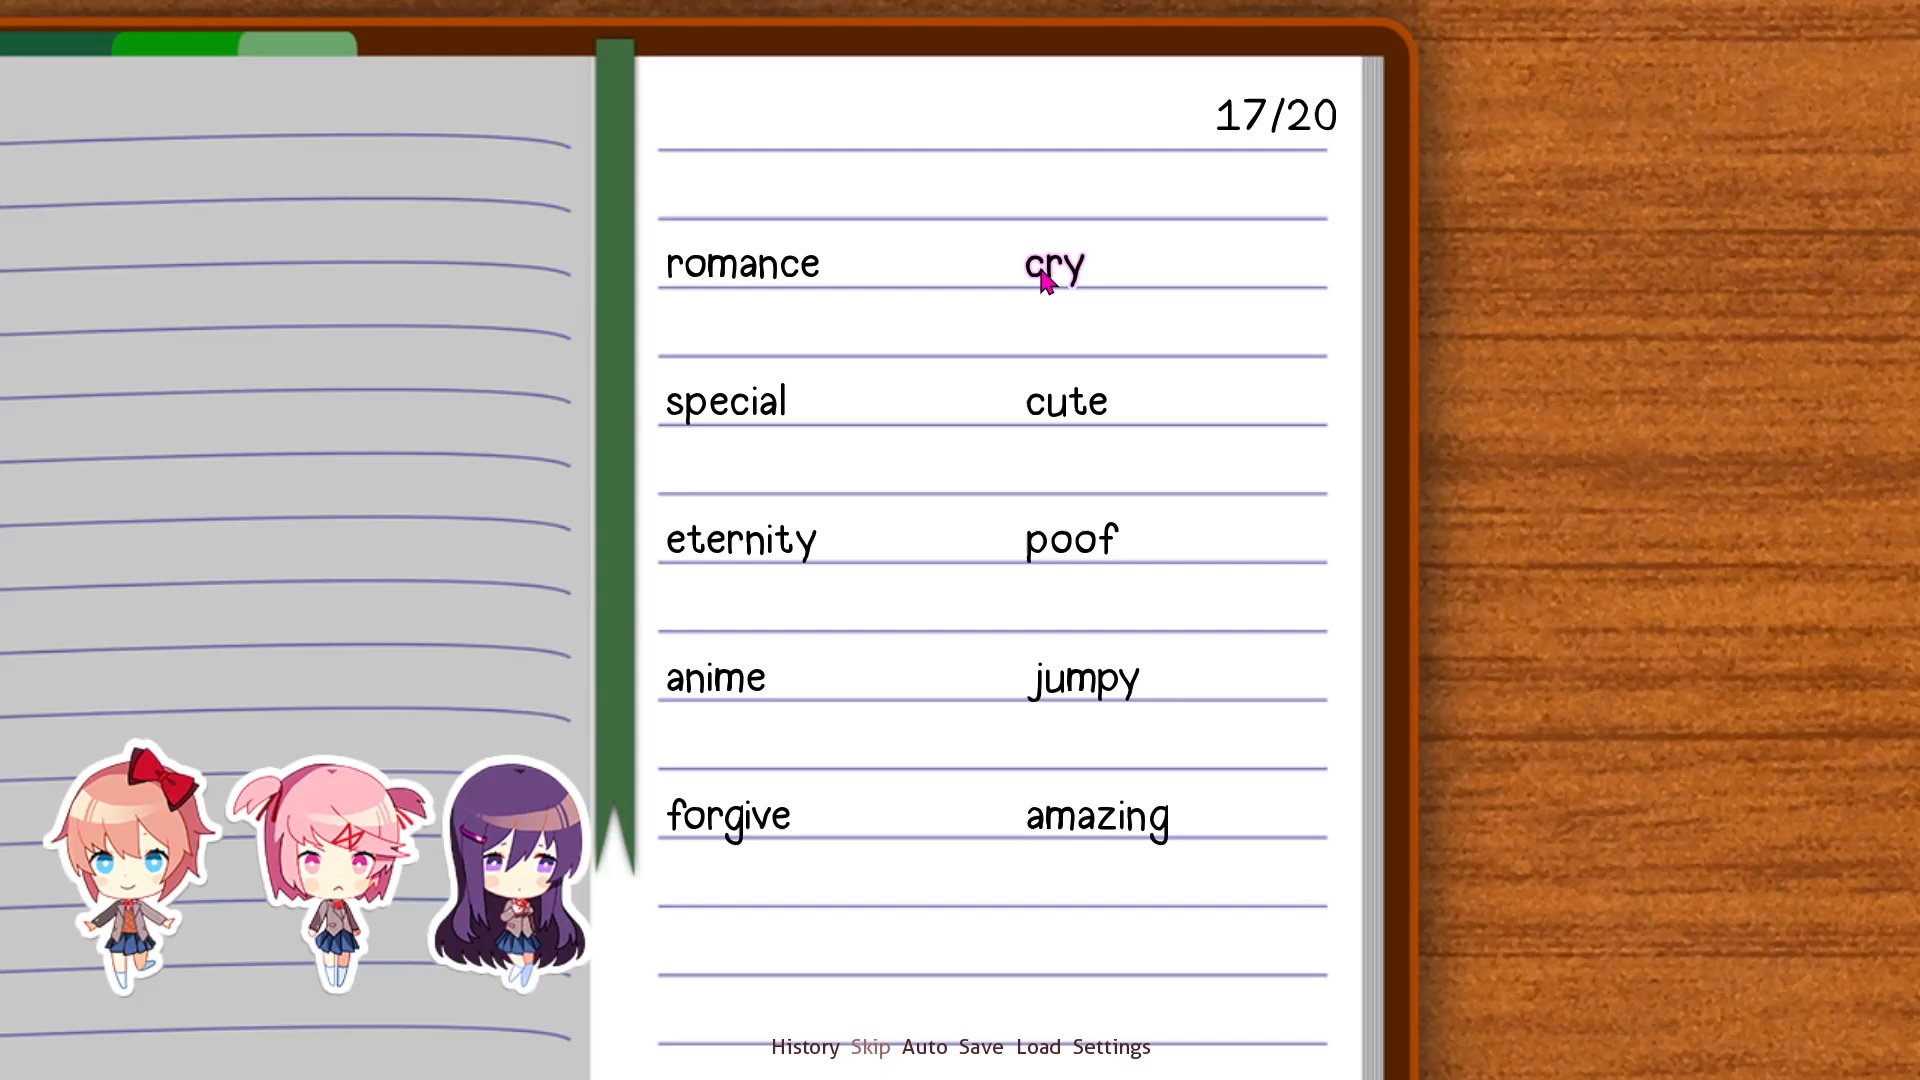 17/20
romance cry
special cute
eternity poof
anime jumpy
forgive amazing
History Skip Auto Save Load Settings